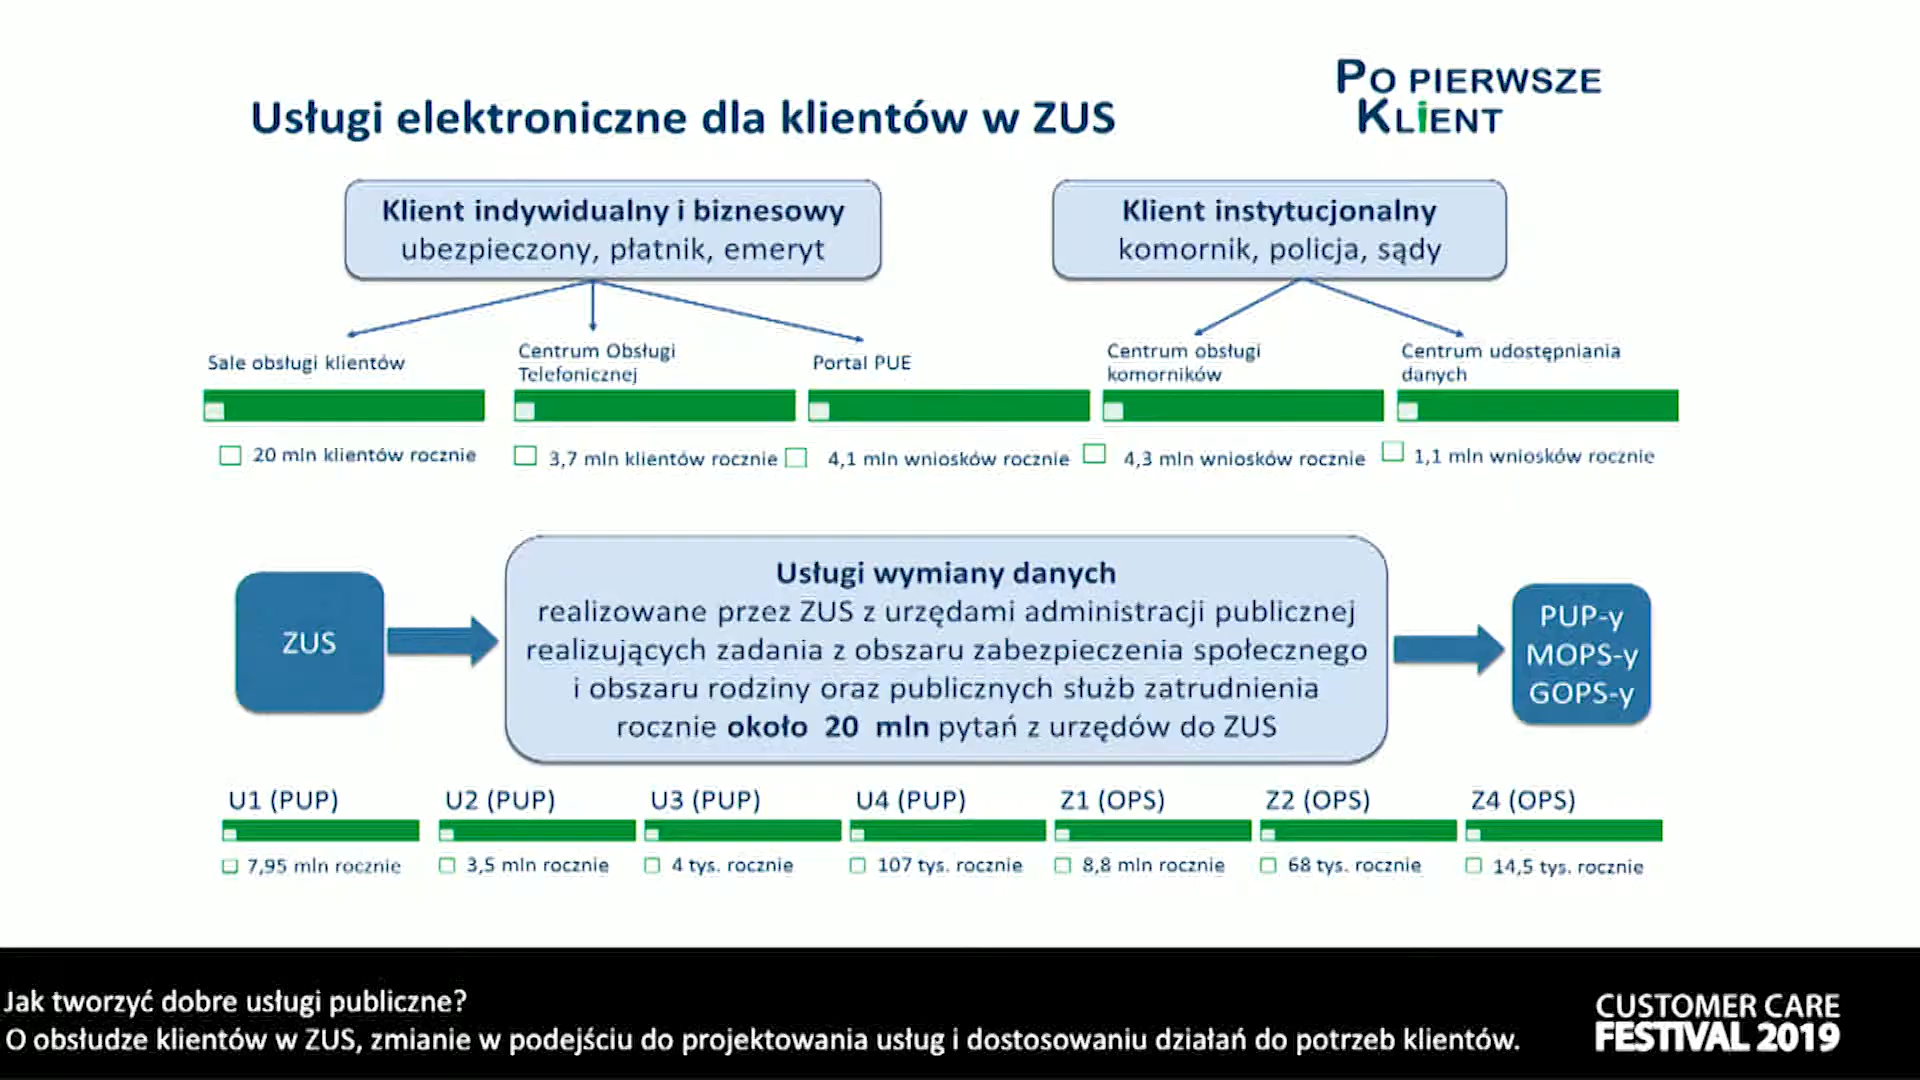 Usługi elektroniczne dla klientów w ZUS
PO PIERWSZE
KLIENT
Klient indywidualny i biznesowy
ubezpieczony, płatnik, emeryt
Klient instytucjonalny
komornik, policja, sądy
Sale obsługi klientów
Centrum Obsługi
Telefonicznej
Portal PUE
Centrum obsługi
komorników
Centrum udostępniania
danych
20 mln klientów rocznie
3,7 mln klientów rocznie
4,1 mln wniosków rocznie
4,3 mln wniosków rocznie
1,1 mln wniosków rocznie
ZUS
Usługi wymiany danych
realizowane przez ZUS z urzędami administracji publicznej
realizujących zadania z obszaru zabezpieczenia społecznego
i obszaru rodziny oraz publicznych służb zatrudnienia
rocznie około 20 mln pytań z urzędów do ZUS
PUP-y
MOPS-y
GOPS-y
U1 (PUP)
U2 (PUP)
U3 (PUP)
U4 (PUP)
Z1 (OPS)
Z2 (OPS)
Z4 (OPS)
7,95 mln rocznie
3,5 mln rocznie
4 tys. rocznie
107 tys. rocznie
8,8 mln rocznie
68 tys. rocznie
14,5 tys. rocznie
Jak tworzyć dobre usługi publiczne?
O obsłudze klientów w ZUS, zmianie w podejściu do projektowania usług i dostosowaniu działań do potrzeb klientów.
CUSTOMER CARE
FESTIVAL 2019